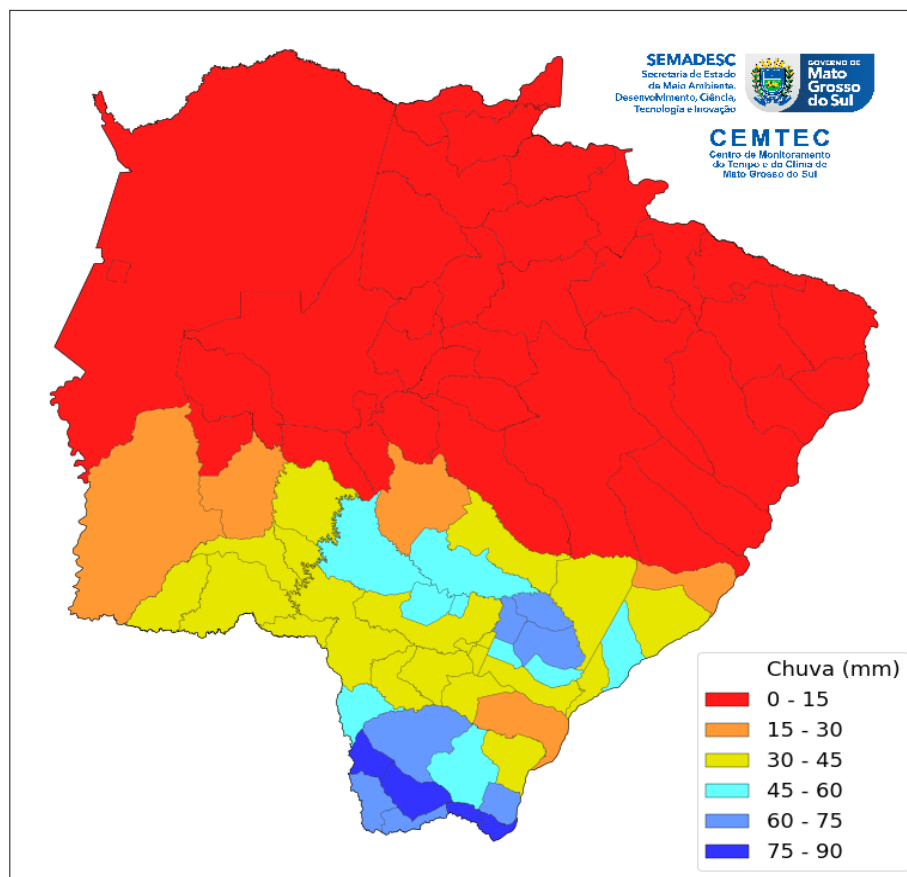 SEMADESC
Secretaria de Estado
de Meio Ambiente,
Desenvolvimento, Ciência,
Tecnologia e Inovação
GOVERNO DE
Mato
Grosso
do Sul
CEMTEC
Centro de Monitoramento
do Tempo e do Clima de
Mato Grosso do Sul
Chuva (mm)
0 - 15
15 - 30
30 - 45
45 - 60
60 - 75
75 - 90